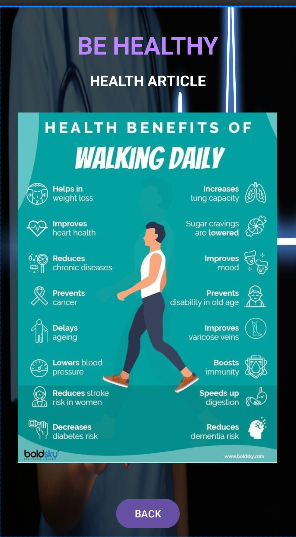 BE HEALTHY
HEALTH ARTICLE
HEALTH BENEFITS OF
WALKING DAILY
Helps in
weight loss
Improves
heart health
Reduces
chronic diseases
Prevents
cancer
Delays
ageing
Lowers blood
pressure
Reduces stroke
risk in women
Decreases
diabetes risk
Increases
lung capacity
Sugar cravings
are lowered
Improves
mood
Prevents
disability in old age
Improves
varicose veins
Boosts
immunity
Speeds up
digestion
Reduces
dementia risk
boldsky
www.boldsky.com
BACK